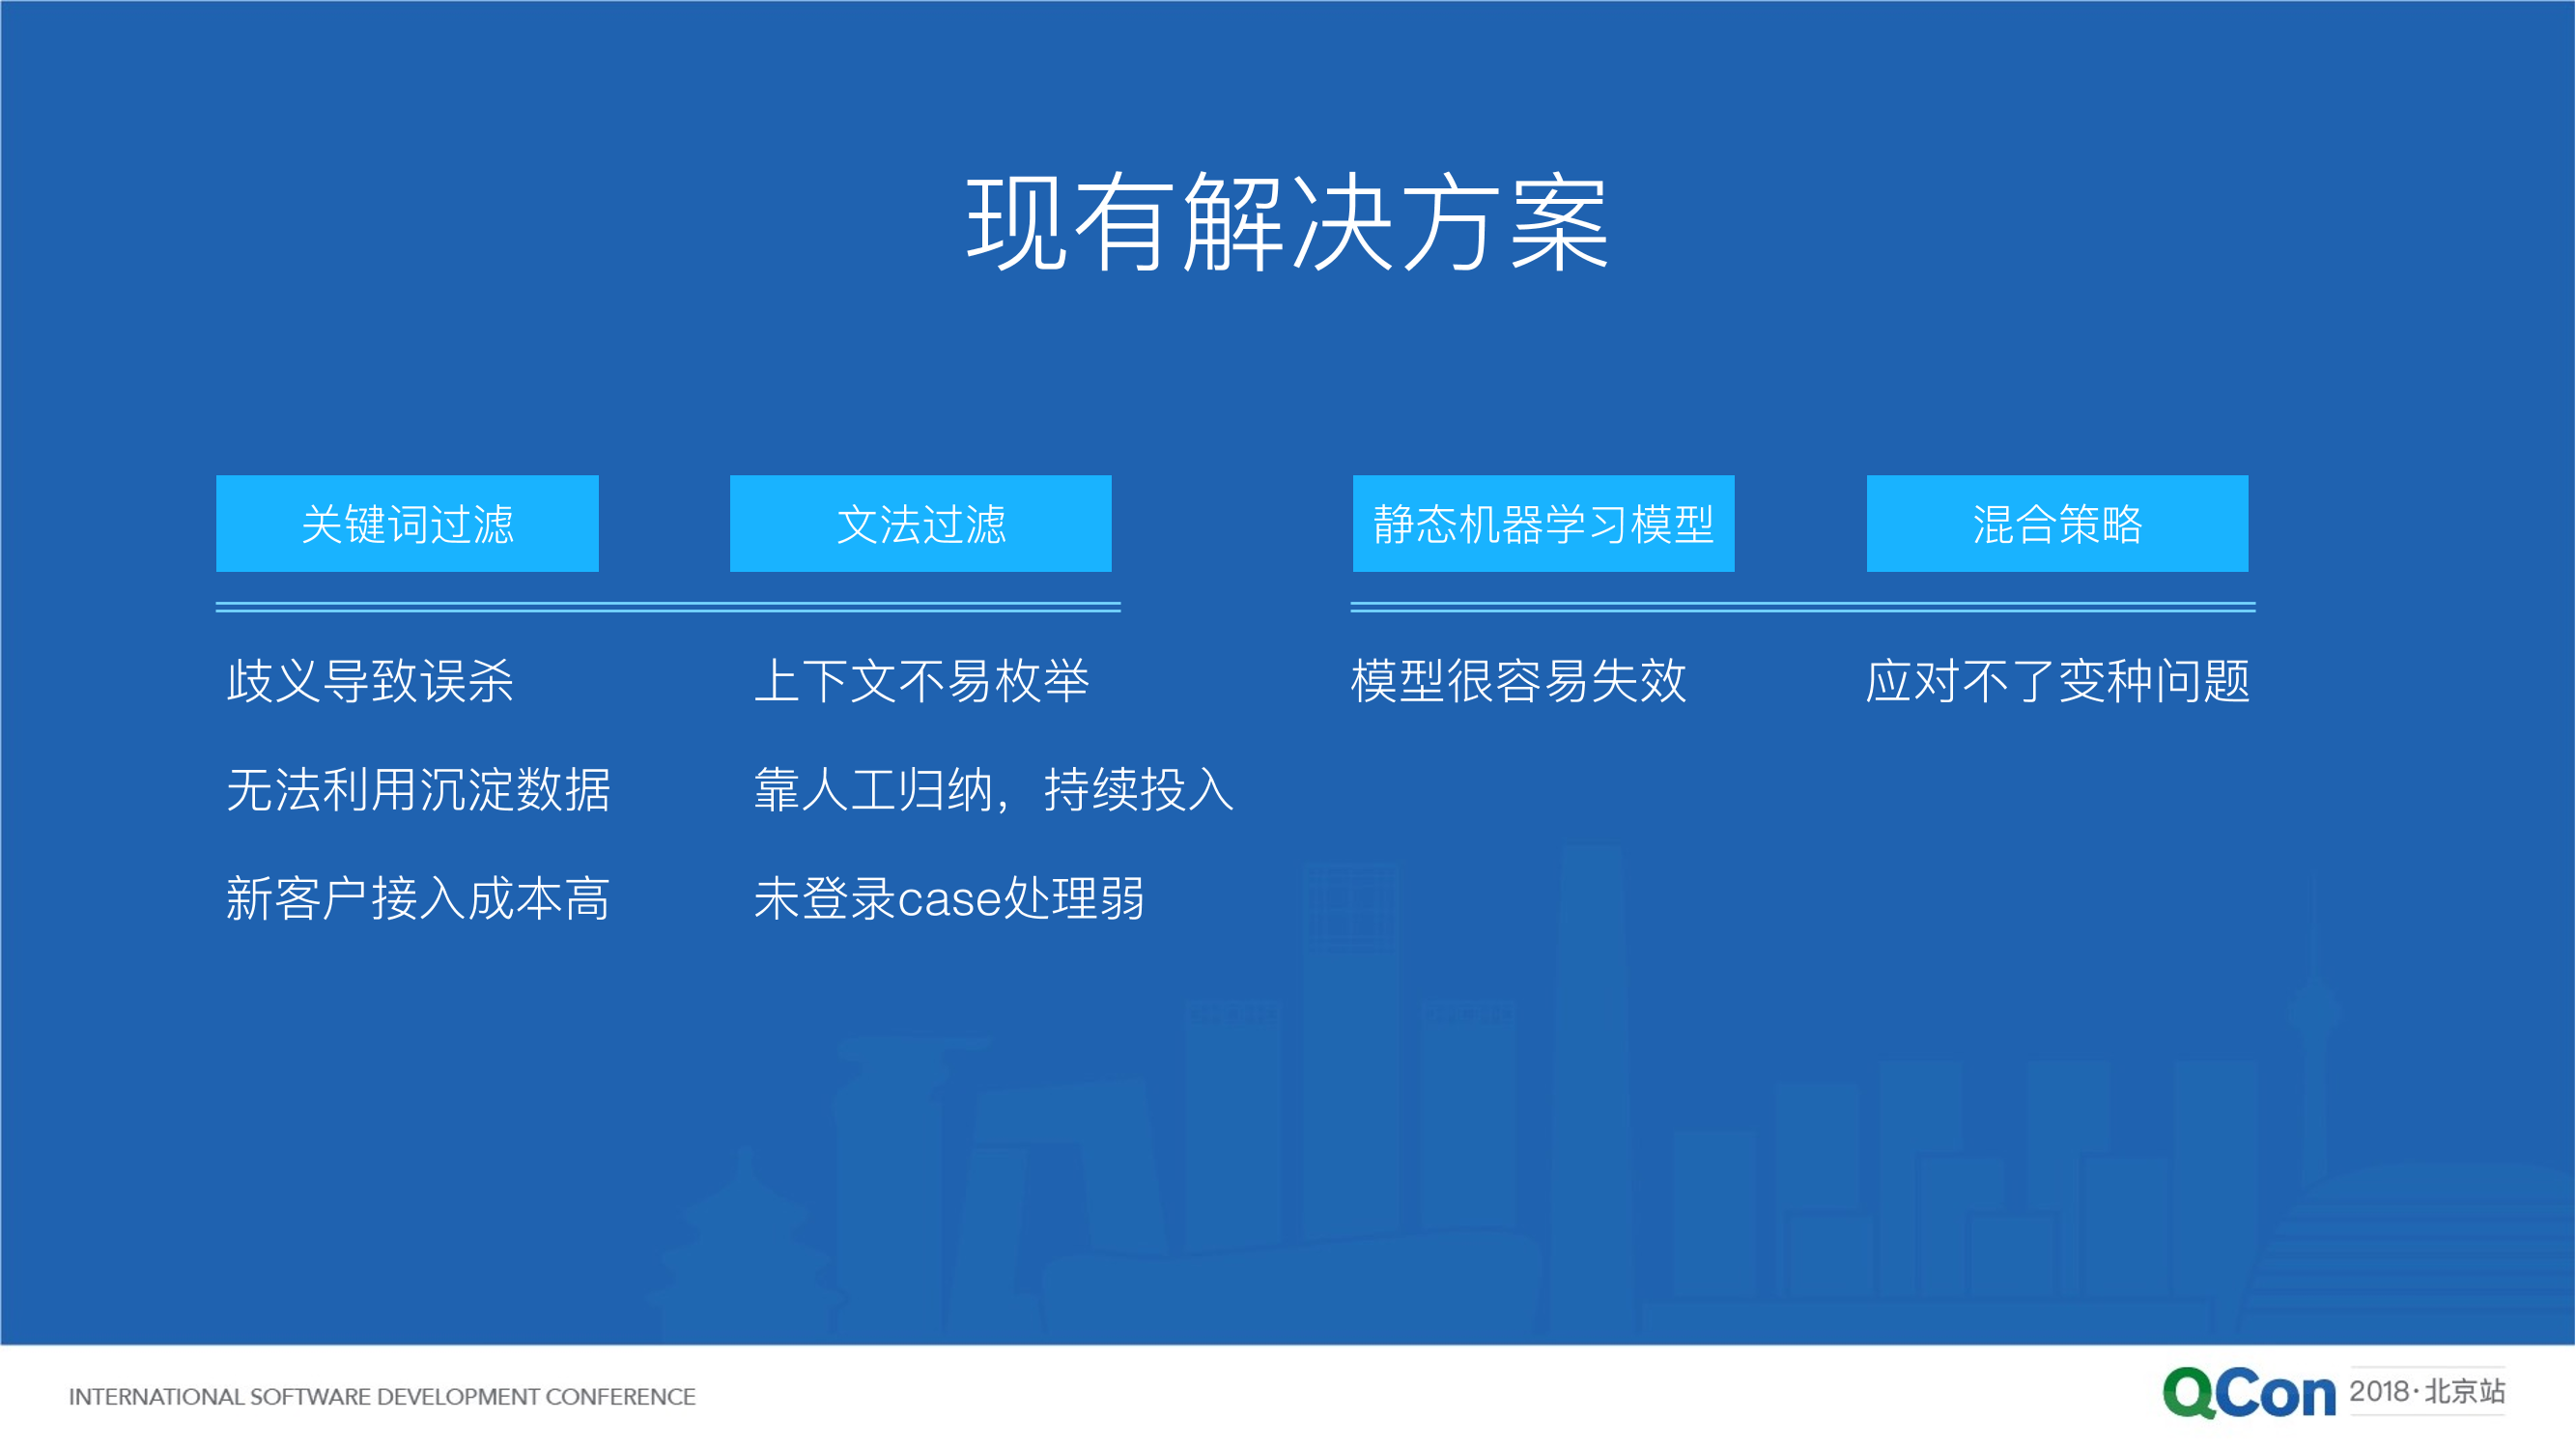 现有解决方案
关键词过滤
文法过滤
静态机器学习模型
混合策略
歧义导致误杀
上下文不易枚举
模型很容易失效
应对不了变种问题
无法利用沉淀数据
靠人工归纳，持续投入
新客户接入成本高
未登录case处理弱
INTERNATIONAL SOFTWARE DEVELOPMENT CONFERENCE
QCon 2018·北京站